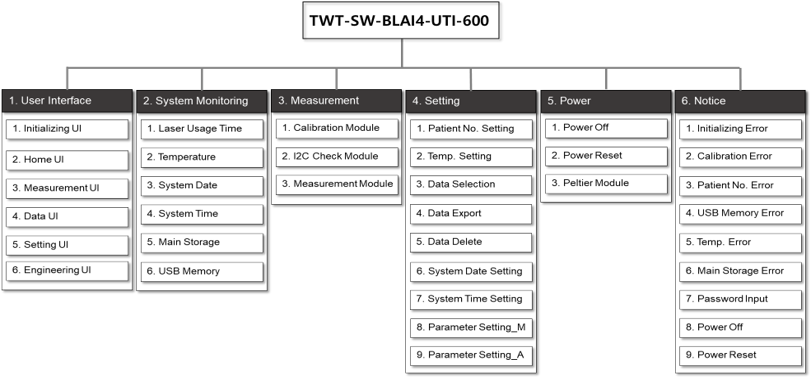 TWT-SW-BLAI4-UTI-600
1. User Interface
1. Initializing UI
2. Home UI
3. Measurement UI
4. Data UI
5. Setting UI
6. Engineering UI
2. System Monitoring
1. Laser Usage Time
2. Temperature
3. System Date
4. System Time
5. Main Storage
6. USB Memory
3. Measurement
1. Calibration Module
2. I2C Check Module
3. Measurement Module
4. Setting
1. Patient No. Setting
2. Temp. Setting
3. Data Selection
4. Data Export
5. Data Delete
6. System Date Setting
7. System Time Setting
8. Parameter Setting_M
9. Parameter Setting_A
5. Power
1. Power Off
2. Power Reset
3. Peltier Module
6. Notice
1. Initializing Error
2. Calibration Error
3. Patient No. Error
4. USB Memory Error
5. Temp. Error
6. Main Storage Error
7. Password Input
8. Power Off
9. Power Reset